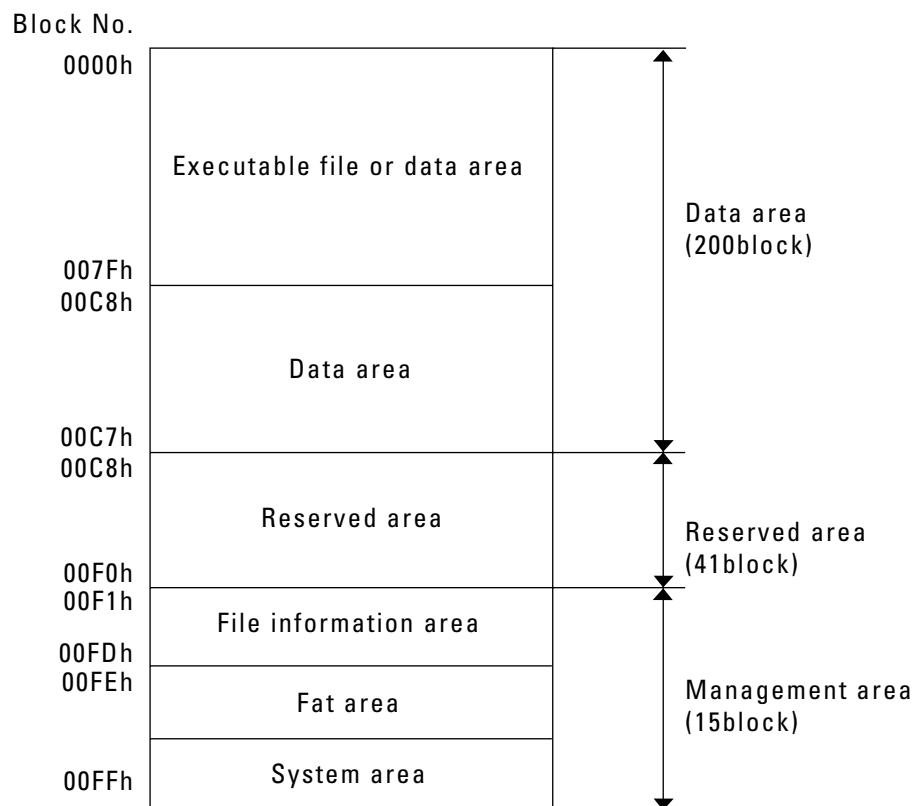 Block No.
0000h
Executable file or data area
Data area
(200block)
007Fh
00C8h
Data area
00C7h
00C8h
Reserved area
Reserved area
(41block)
00F0h
00F1h
File information area
00FDh
00FEh
Fat area
Management area
(15block)
System area
00FFh